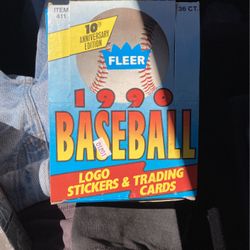 ITEM
411
36 CT.
10th
ANNIVERSARY
EDITION
FLEER
1990
BASEBALL
LOGO
STICKERS & TRADING
CARDS